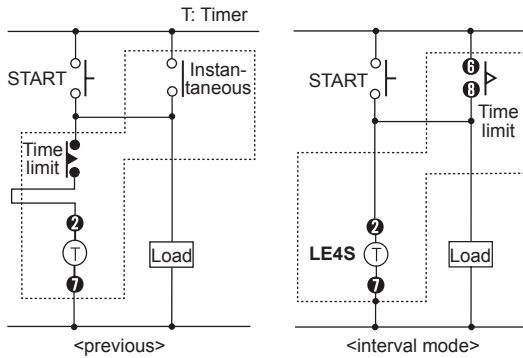 T: Timer
START
Instan-
taneous
Time
limit
2
T
7
Load
<previous>
START
6
8
Time
limit
2
LE4S
T
7
Load
<interval mode>